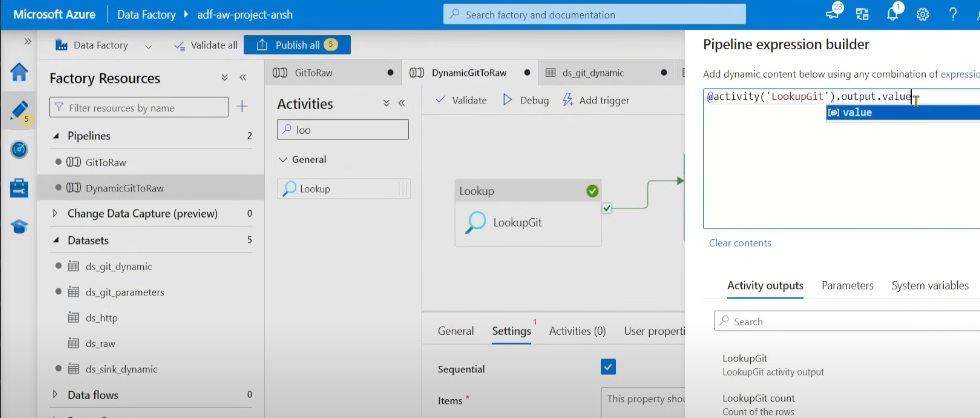 Microsoft Azure
Data Factory
adf-aw-project-ansh
Search factory and documentation
23
1
Data Factory
Validate all
Publish all
5
5
Factory Resources
Filter resources by name
Pipelines
2
GitToRaw
DynamicGitToRaw
Change Data Capture (preview)
0
Datasets
5
ds_git_dynamic
ds_git_parameters
ds_http
ds_raw
ds_sink_dynamic
Data flows
0
GitToRaw
DynamicGitToRaw
ds_git_dynamic
Activities
loo
General
Lookup
Validate
Debug
Add trigger
Lookup
LookupGit
General
Settings
1
Activities (0)
User properti
Sequential
Items *
This property shou
Pipeline expression builder
Add dynamic content below using any combination of expressio
@activity('LookupGit').output.value
value
Clear contents
Activity outputs
Parameters
System variables
Search
LookupGit
LookupGit activity output
LookupGit count
Count of the rows